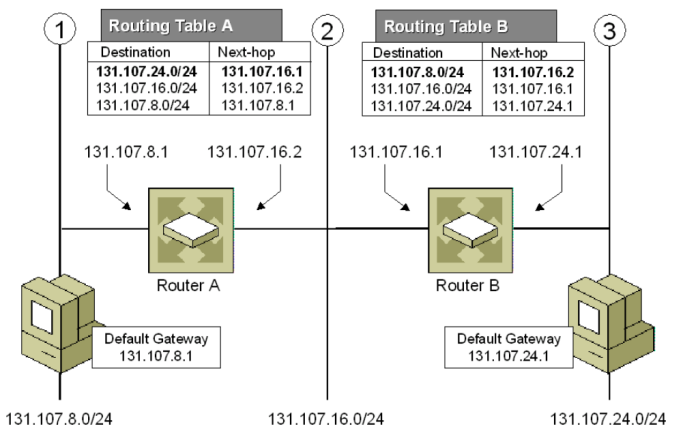 1
Routing Table A
Destination Next-hop
131.107.24.0/24 131.107.16.1
131.107.16.0/24 131.107.16.2
131.107.8.0/24 131.107.8.1
2
Routing Table B
Destination Next-hop
131.107.8.0/24 131.107.16.2
131.107.16.0/24 131.107.16.1
131.107.24.0/24 131.107.24.1
3
131.107.8.1
131.107.16.2
131.107.16.1
131.107.24.1
Router A
Router B
Default Gateway
131.107.8.1
Default Gateway
131.107.24.1
131.107.8.0/24
131.107.16.0/24
131.107.24.0/24